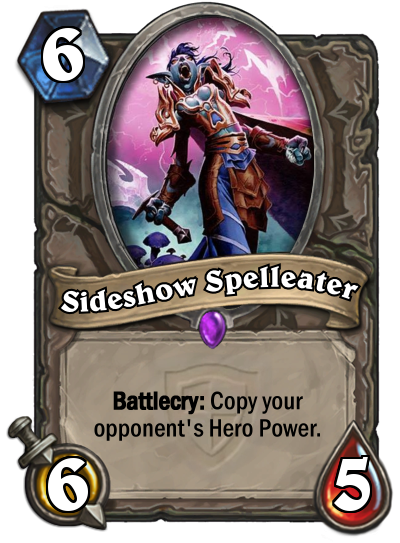 6
Sideshow Spelleater
Battlecry: Copy your
opponent's Hero Power.
6
5